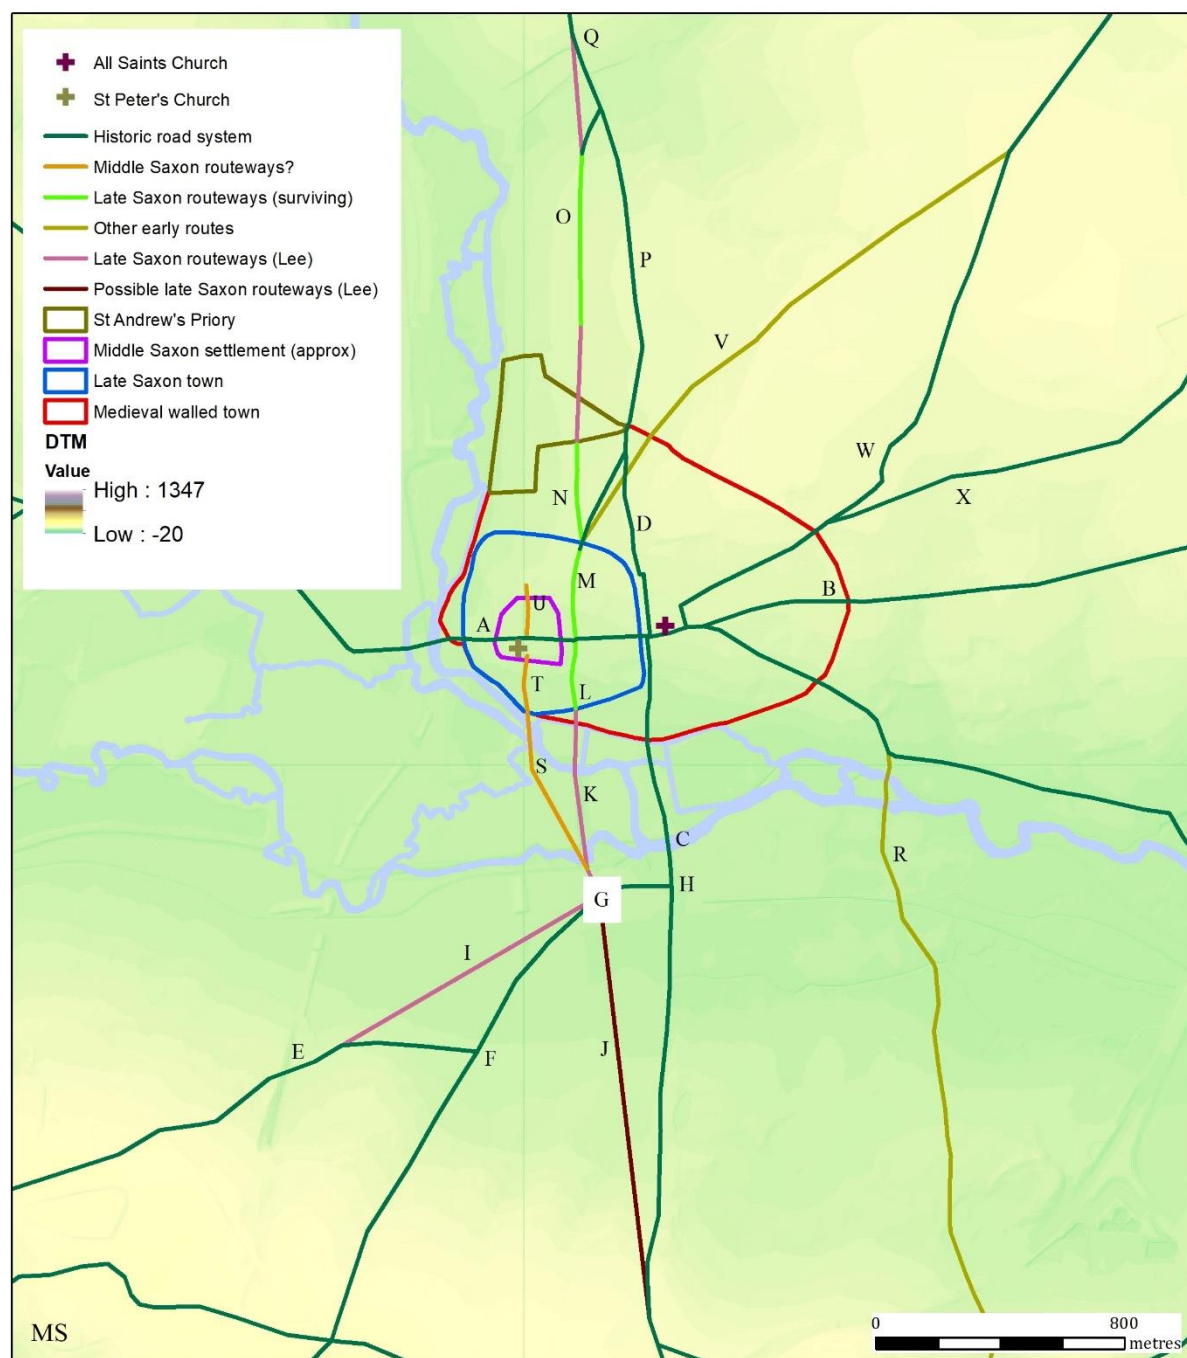 All Saints Church
St Peter's Church
Historic road system
Middle Saxon routeways?
Late Saxon routeways (surviving)
Other early routes
Late Saxon routeways (Lee)
Possible late Saxon routeways (Lee)
St Andrew's Priory
Middle Saxon settlement (approx)
Late Saxon town
Medieval walled town
DTM
Value
High : 1347
Low : -20
Q
O
P
V
W
X
N
D
M
B
U
A
T
L
S
K
C
R
H
G
I
E
F
J
MS
0 800
metres